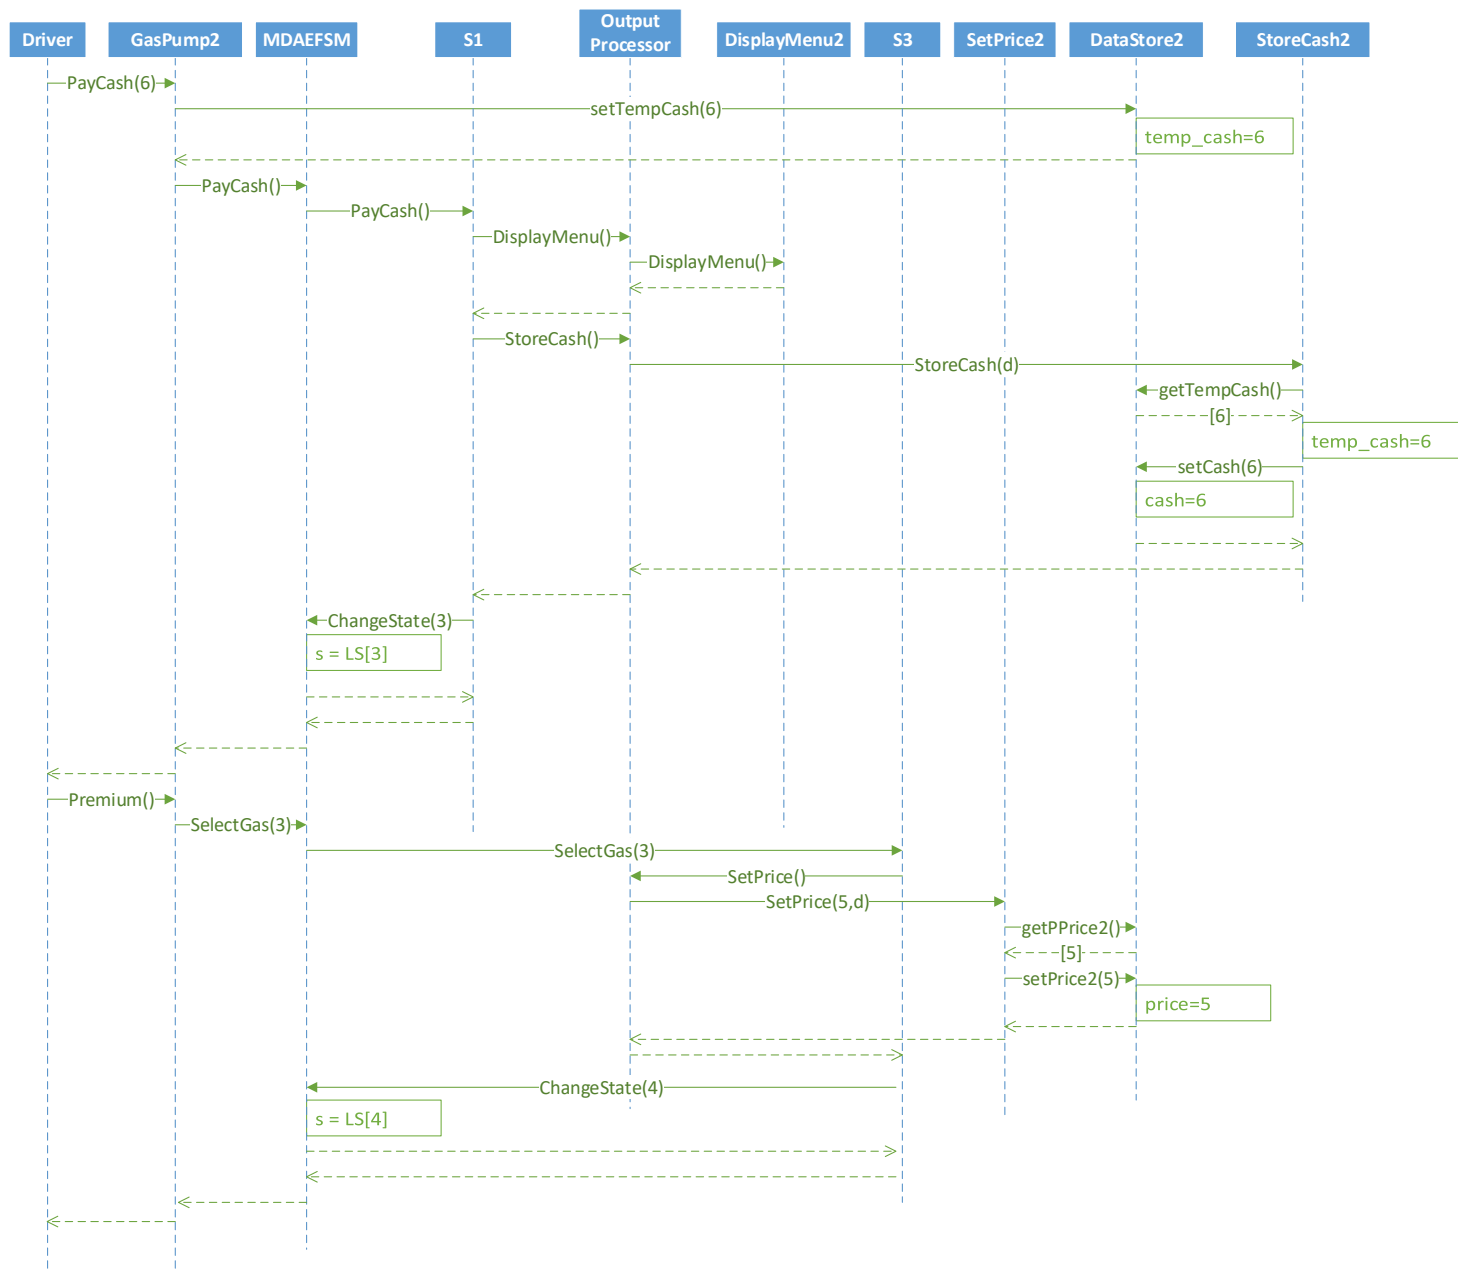 Driver
GasPump2
MDAEFSM
S1
Output
Processor
DisplayMenu2
S3
SetPrice2
DataStore2
StoreCash2
PayCash(6)
setTempCash(6)
temp_cash=6
PayCash()
PayCash()
DisplayMenu()
DisplayMenu()
StoreCash()
StoreCash(d)
getTempCash()
[6]
temp_cash=6
setCash(6)
cash=6
ChangeState(3)
s = LS[3]
Premium()
SelectGas(3)
SelectGas(3)
SetPrice()
SetPrice(5,d)
getPPrice2()
[5]
setPrice2(5)
price=5
ChangeState(4)
s = LS[4]